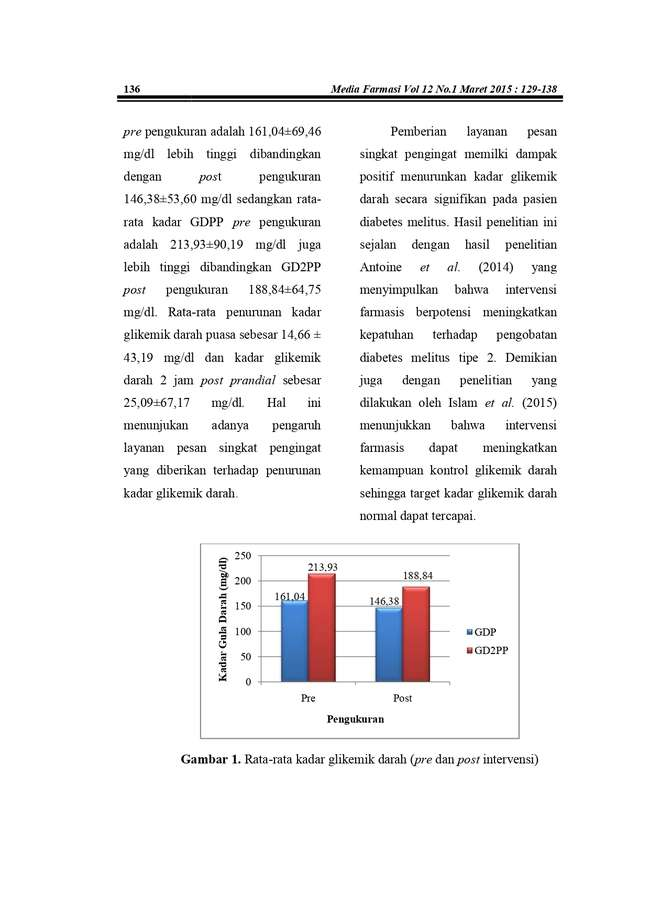 136
Media Farmasi Vol 12 No.1 Maret 2015 : 129-138
pre pengukuran adalah 161,04±69,46
mg/dl lebih tinggi dibandingkan
dengan post pengukuran
146,38±53,60 mg/dl sedangkan rata-
rata kadar GDPP pre pengukuran
adalah 213,93±90,19 mg/dl juga
lebih tinggi dibandingkan GD2PP
post pengukuran 188,84±64,75
mg/dl. Rata-rata penurunan kadar
glikemik darah puasa sebesar 14,66 ±
43,19 mg/dl dan kadar glikemik
darah 2 jam post prandial sebesar
25,09±67,17 mg/dl. Hal ini
menunjukan adanya pengaruh
layanan pesan singkat pengingat
yang diberikan terhadap penurunan
kadar glikemik darah.
Pemberian layanan pesan
singkat pengingat memilki dampak
positif menurunkan kadar glikemik
darah secara signifikan pada pasien
diabetes melitus. Hasil penelitian ini
sejalan dengan hasil penelitian
Antoine et al. (2014) yang
menyimpulkan bahwa intervensi
farmasis berpotensi meningkatkan
kepatuhan terhadap pengobatan
diabetes melitus tipe 2. Demikian
juga dengan penelitian yang
dilakukan oleh Islam et al. (2015)
menunjukkan bahwa intervensi
farmasis dapat meningkatkan
kemampuan kontrol glikemik darah
sehingga target kadar glikemik darah
normal dapat tercapai.
Kadar Gula Darah (mg/dl)
250
200
150
100
50
0
161,04
213,93
146,38
188,84
Pre
Post
Pengukuran
GDP
GD2PP
Gambar 1. Rata-rata kadar glikemik darah (pre dan post intervensi)